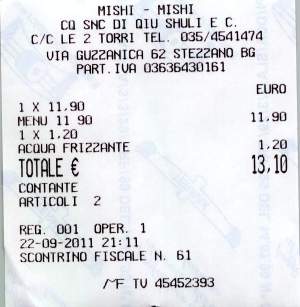 MISHI - MISHI
CQ SNC DI QIU SHULI E C.
C/C LE 2 TORRI TEL. 035/4541474
VIA GUZZANICA 62 STEZZANO BG
PART.IVA 03636430161
EURO
1 X 11,90
MENU 11 90 11,90
1 X 1,20
ACQUA FRIZZANTE 1,20
TOTALE € 13,10
CONTANTE
ARTICOLI 2
REG. 001 OPER. 1
22-09-2011 21:11
SCONTRINO FISCALE N. 61
MF TV 45452393